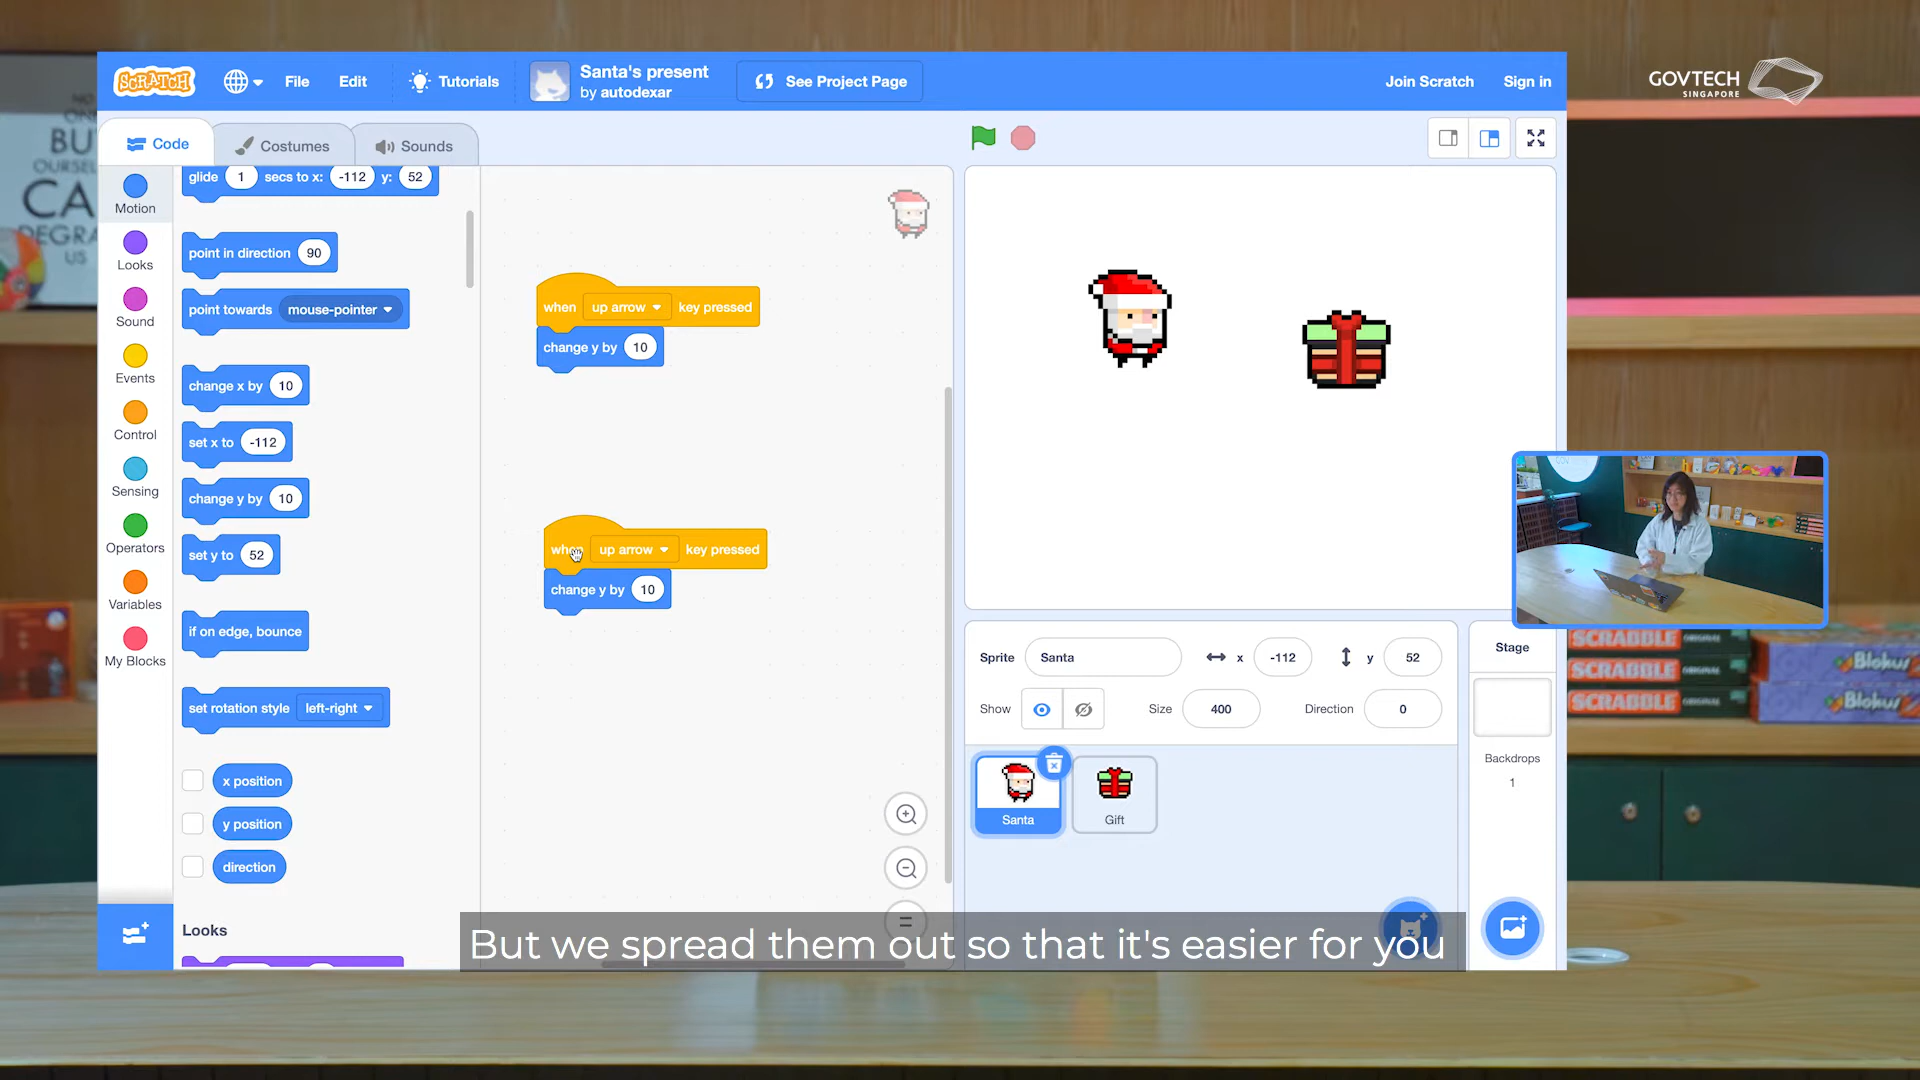 SCRATCH
File
Edit
Tutorials
Santa's present
by autodexar
See Project Page
Join Scratch
Sign in
GOVTECH
SINGAPORE
Code
Costumes
Sounds
Motion
Looks
Sound
Events
Control
Sensing
Operators
Variables
My Blocks
glide 1 secs to x: -112 y: 52
point in direction 90
point towards mouse-pointer
change x by 10
set x to -112
change y by 10
set y to 52
if on edge, bounce
set rotation style left-right
x position
y position
direction
Looks
when up arrow key pressed
change y by 10
when up arrow key pressed
change y by 10
Sprite Santa x -112 y 52
Show Size 400 Direction 0
Santa
Gift
Stage
Backdrops
1
But we spread them out so that it's easier for you
BU
OURSELF
CA
DEGRA
US
SCRABBLE
SCRABBLE
SCRABBLE
Blokus
Blokus